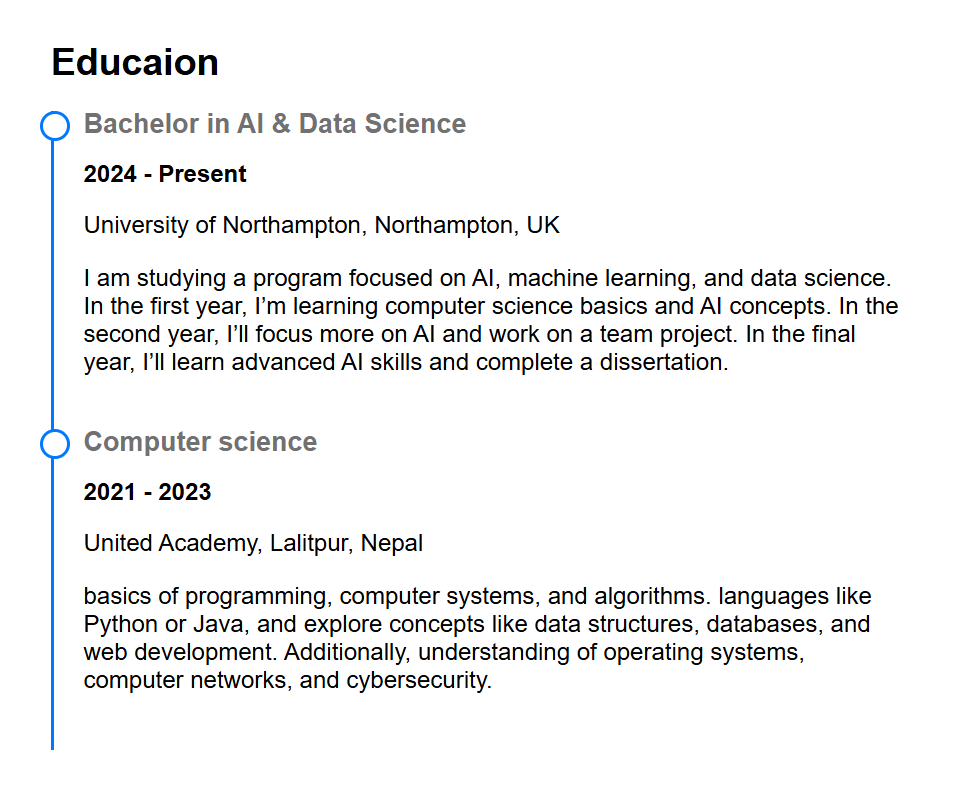 Educaion
Bachelor in AI & Data Science
2024 - Present
University of Northampton, Northampton, UK
I am studying a program focused on AI, machine learning, and data science.
In the first year, I’m learning computer science basics and AI concepts. In the
second year, I’ll focus more on AI and work on a team project. In the final
year, I’ll learn advanced AI skills and complete a dissertation.
Computer science
2021 - 2023
United Academy, Lalitpur, Nepal
basics of programming, computer systems, and algorithms. languages like
Python or Java, and explore concepts like data structures, databases, and
web development. Additionally, understanding of operating systems,
computer networks, and cybersecurity.